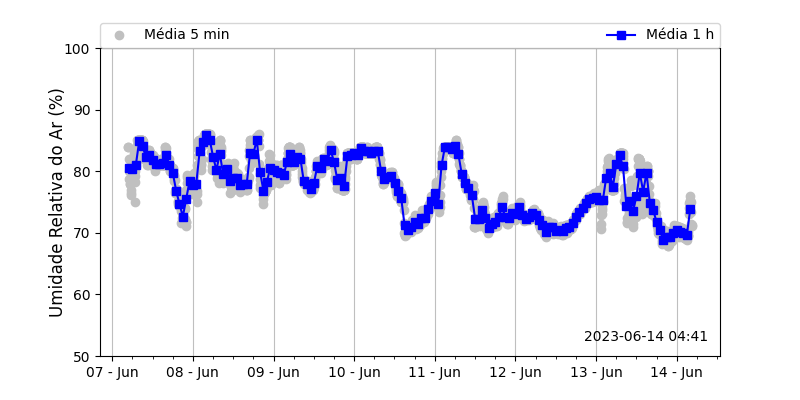 Média 5 min
Média 1 h
Umidade Relativa do Ar (%)
100
90
80
70
60
50
2023-06-14 04:41
07 - Jun
08 - Jun
09 - Jun
10 - Jun
11 - Jun
12 - Jun
13 - Jun
14 - Jun